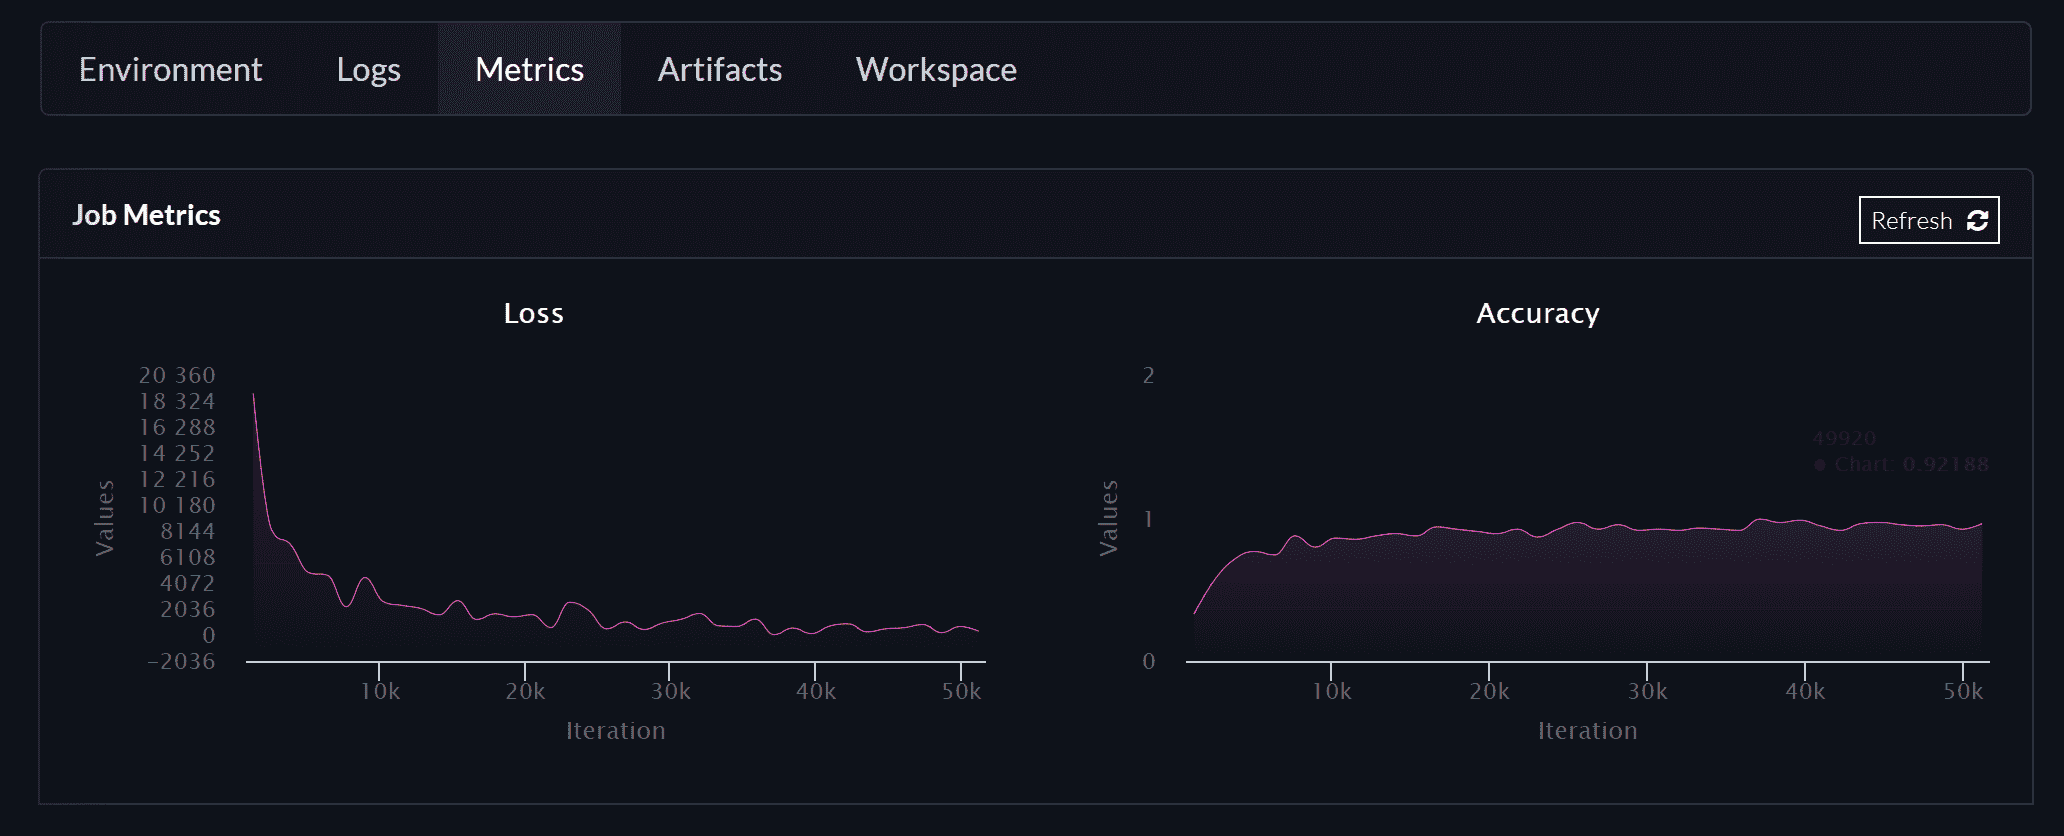 Environment Logs Metrics Artifacts Workspace
Job Metrics
Refresh
Loss
20 360
18 324
16 288
14 252
12 216
10 180
8144
6108
4072
2036
0
−2036
Values
10k 20k 30k 40k 50k
Iteration
Accuracy
2
1
0
Values
49920
● Chart: 0.92188
10k 20k 30k 40k 50k
Iteration